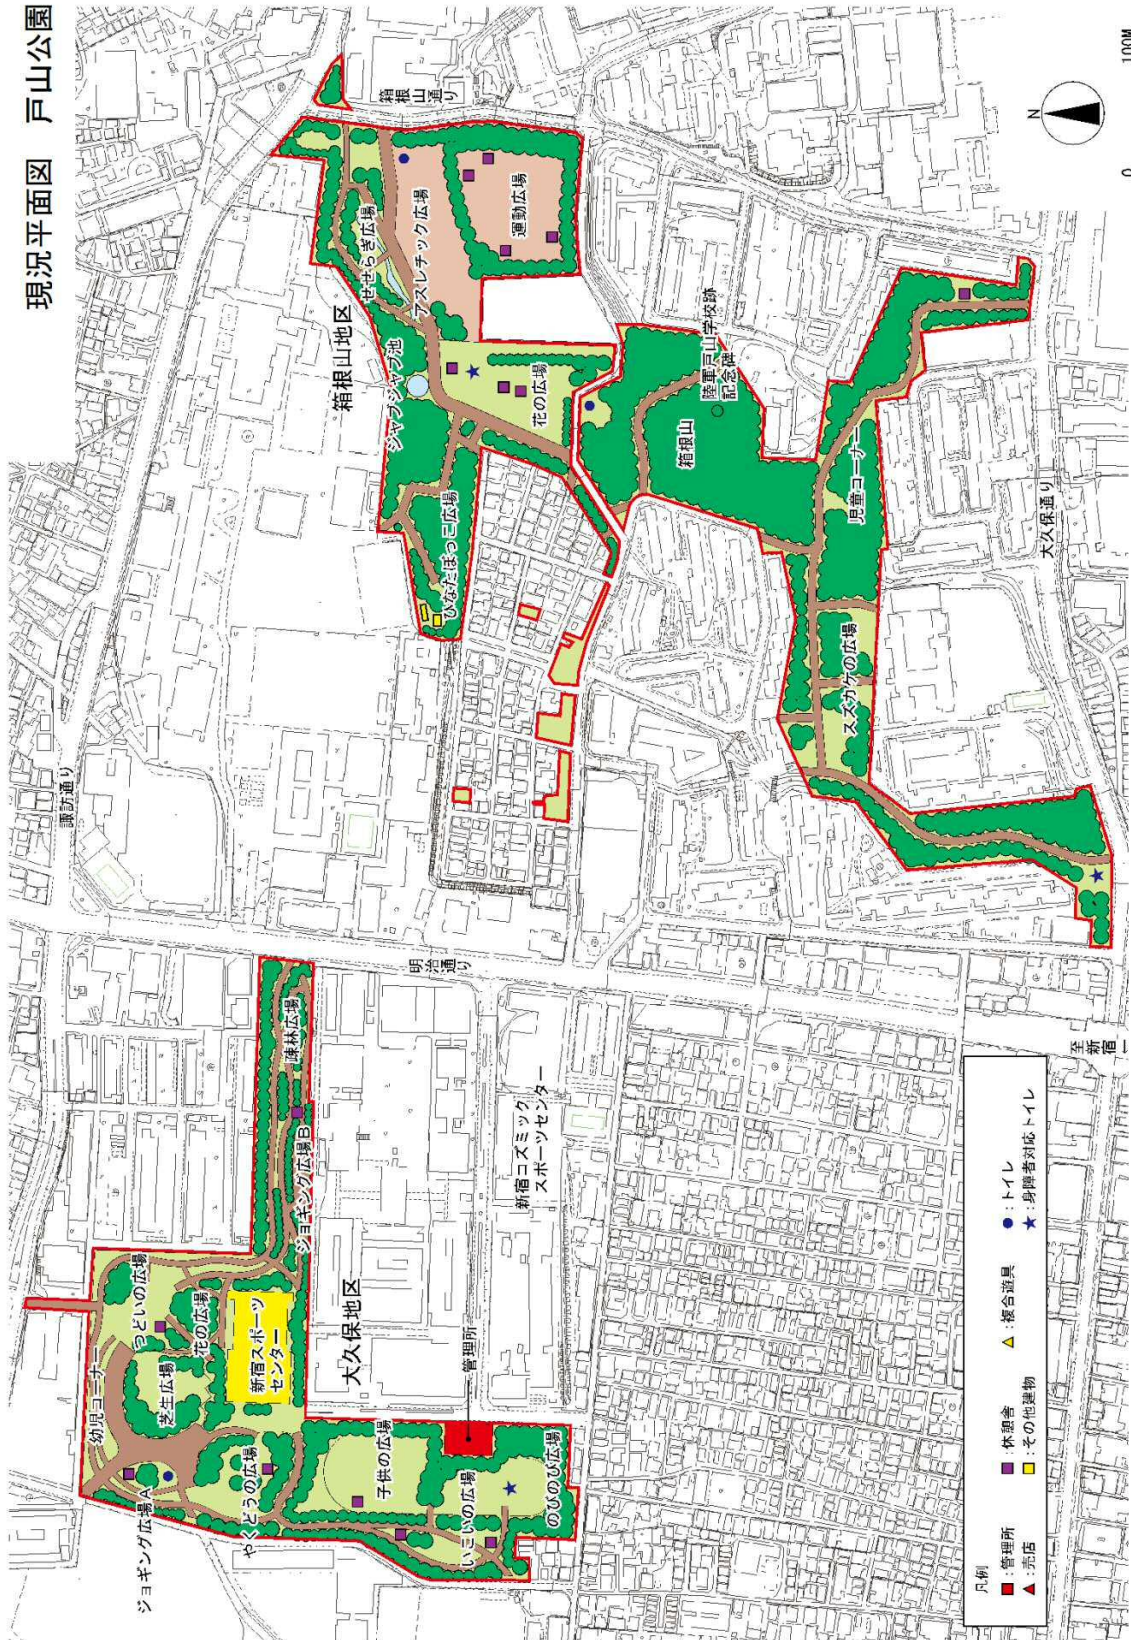 現況平面図 戸山公園
諏訪通り
箱根山地区
箱根山
通り
せせらぎ広場
アスレチック広場
運動広場
ジャブジャブ池
花の広場
ひなたぼっこ広場
箱根山
陸軍戸山学校跡
記念碑
児童コーナー
スズカケの広場
大久保通り
明治
通り
疎林広場
ジョギング広場B
つどいの広場
幼児コーナー
花の広場
芝生広場
新宿スポーツ
センター
大久保地区
管理所
ジョギング広場A
やくどうの広場
子供の広場
いこいの広場
のびのび広場
新宿コズミック
スポーツセンター
至新宿
N
0 100M
凡例
:管理所 :休憩舎 :複合遊具 :トイレ
:売店 :その他建物 :身障者対応トイレ